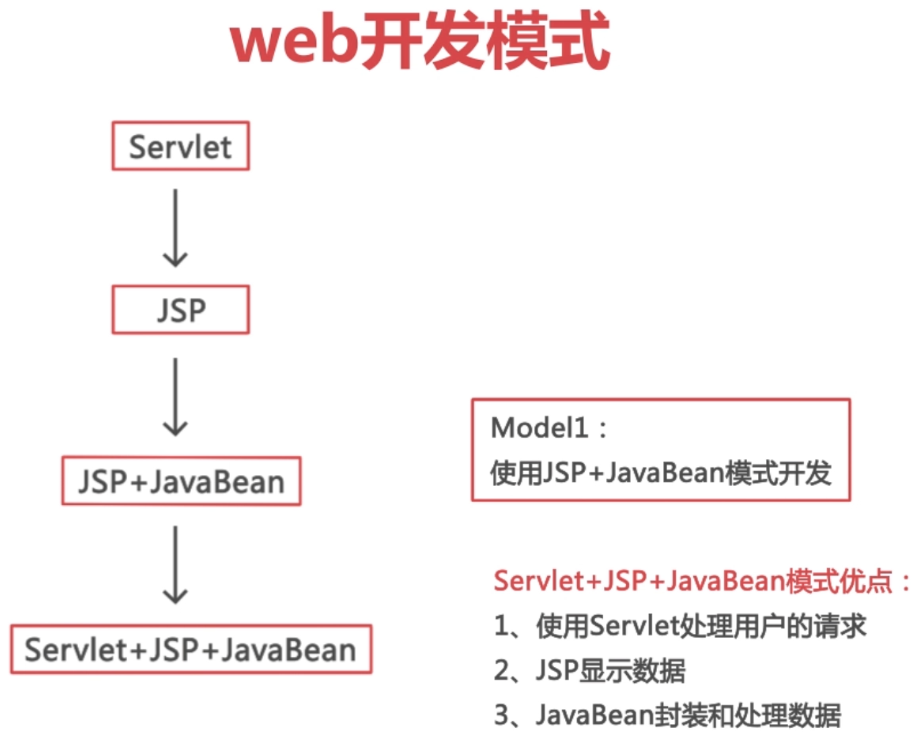 web开发模式
Servlet
JSP
JSP+JavaBean
Servlet+JSP+JavaBean
Model1：
使用JSP+JavaBean模式开发
Servlet+JSP+JavaBean模式优点：
1、使用Servlet处理用户的请求
2、JSP显示数据
3、JavaBean封装和处理数据